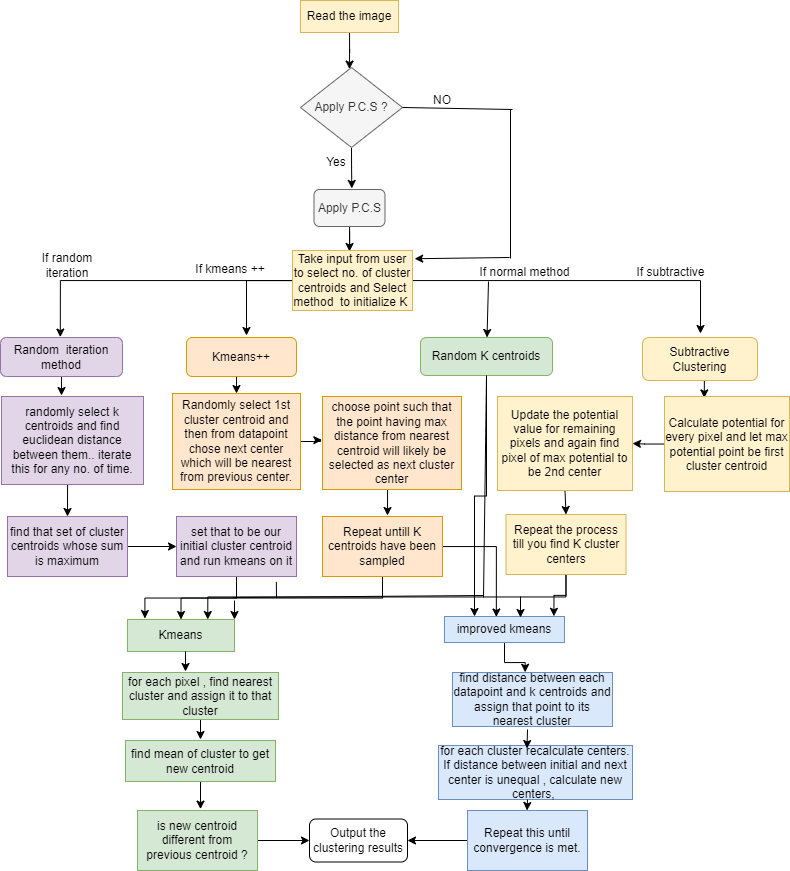 Read the image
Apply P.C.S ?
NO
Yes
Apply P.C.S
Take input from user
to select no. of cluster
centroids and Select
method to initialize K
If random
iteration
If kmeans ++
If normal method
If subtractive
Random iteration
method
Kmeans++
Random K centroids
Subtractive
Clustering
randomly select k
centroids and find
euclidean distance
between them.. iterate
this for any no. of time.
Randomly select 1st
cluster centroid and
then from datapoint
chose next center
which will be nearest
from previous center.
choose point such that
the point having max
distance from nearest
centroid will likely be
selected as next cluster
center
Update the potential
value for remaining
pixels and again find
pixel of max potential to
be 2nd center
Calculate potential for
every pixel and let max
potential point be first
cluster centroid
find that set of cluster
centroids whose sum
is maximum
set that to be our
initial cluster centroid
and run kmeans on it
Repeat untill K
centroids have been
sampled
Repeat the process
till you find K cluster
centers
Kmeans
improved kmeans
for each pixel , find nearest
cluster and assign it to that
cluster
find distance between each
datapoint and k centroids and
assign that point to its
nearest cluster
find mean of cluster to get
new centroid
for each cluster recalculate centers.
If distance between initial and next
center is unequal , calculate new
centers,
is new centroid
different from
previous centroid ?
Output the
clustering results
Repeat this until
convergence is met.